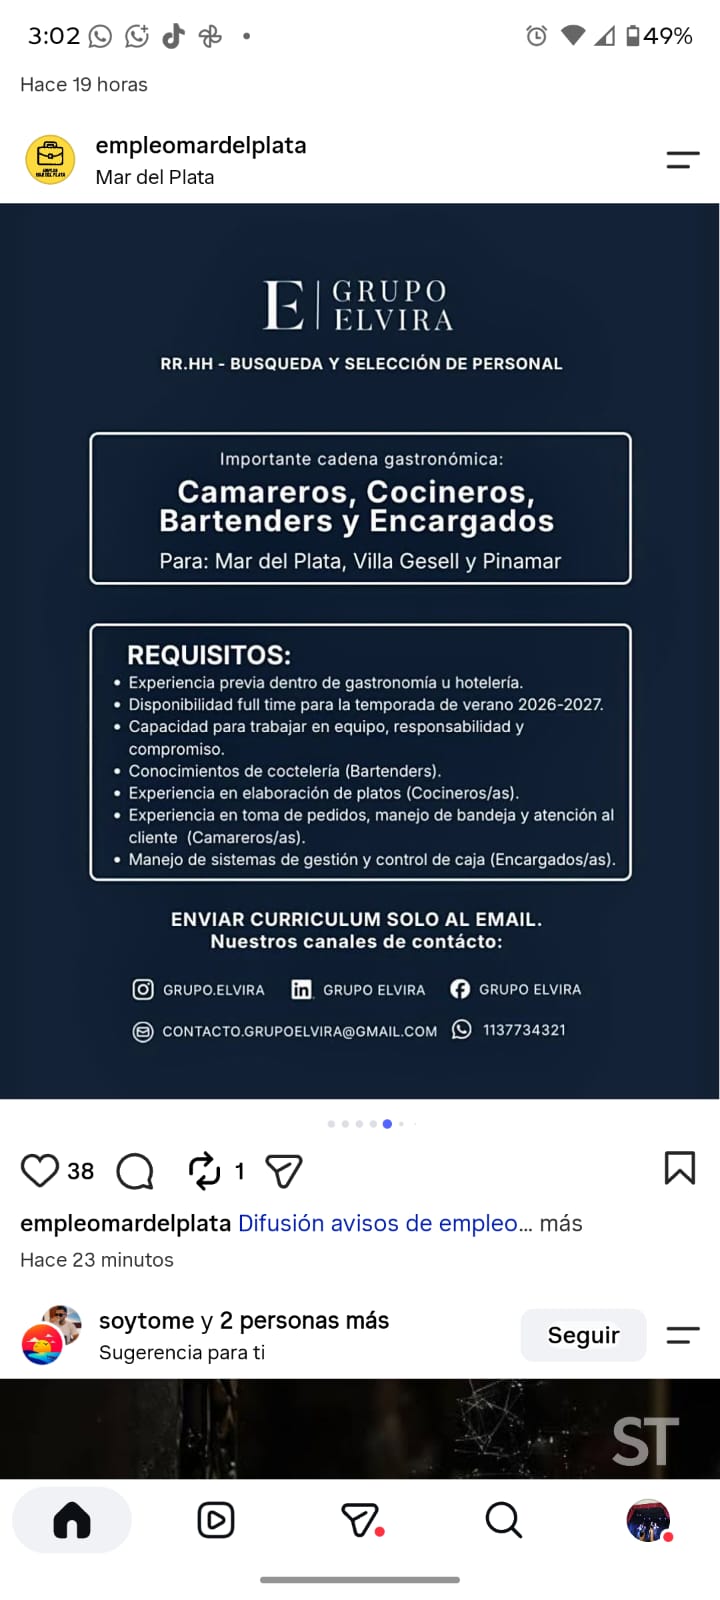 3:02
49%
Hace 19 horas
empleomardelplata
Mar del Plata
E | GRUPO
ELVIRA
RR.HH - BUSQUEDA Y SELECCIÓN DE PERSONAL
Importante cadena gastronómica:
Camareros, Cocineros,
Bartenders y Encargados
Para: Mar del Plata, Villa Gesell y Pinamar
REQUISITOS:
• Experiencia previa dentro de gastronomía u hotelería.
• Disponibilidad full time para la temporada de verano 2026-2027.
• Capacidad para trabajar en equipo, responsabilidad y
compromiso.
• Conocimientos de coctelería (Bartenders).
• Experiencia en elaboración de platos (Cocineros/as).
• Experiencia en toma de pedidos, manejo de bandeja y atención al
cliente (Camareros/as).
• Manejo de sistemas de gestión y control de caja (Encargados/as).
ENVIAR CURRICULUM SOLO AL EMAIL.
Nuestros canales de contácto:
GRUPO.ELVIRA in GRUPO ELVIRA GRUPO ELVIRA
CONTACTO.GRUPOELVIRA@GMAIL.COM 1137734321
38 1
empleomardelplata Difusión avisos de empleo... más
Hace 23 minutos
soytome y 2 personas más
Sugerencia para ti
Seguir
ST